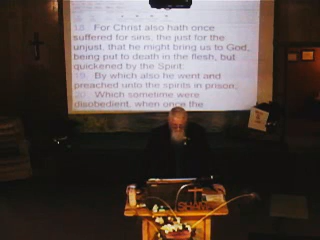 18. For Christ also hath once
suffered for sins, the just for the
unjust, that he might bring us to God,
being put to death in the flesh, but
quickened by the Spirit:
19. By which also he went and
preached unto the spirits in prison;
20. Which sometime were
disobedient, when once the